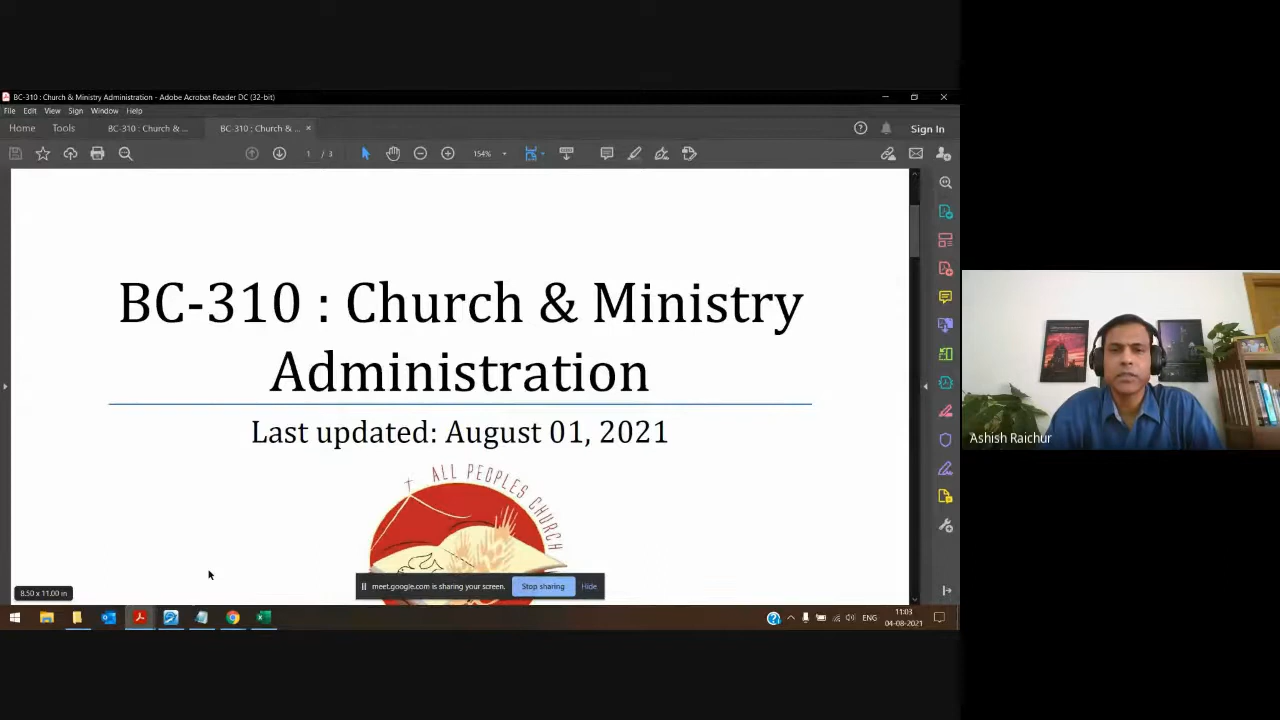 BC-310 : Church & Ministry Administration - Adobe Acrobat Reader DC (32-bit)
File Edit View Sign Window Help
Home Tools BC-310 : Church & ... BC-310 : Church & ... × Sign In
1 / 3 154%
BC-310 : Church & Ministry
Administration
Last updated: August 01, 2021
ALL PEOPLES CHURCH
Ashish Raichur
meet.google.com is sharing your screen. Stop sharing Hide
8.50 x 11.00 in
ENG
11:03
04-08-2021